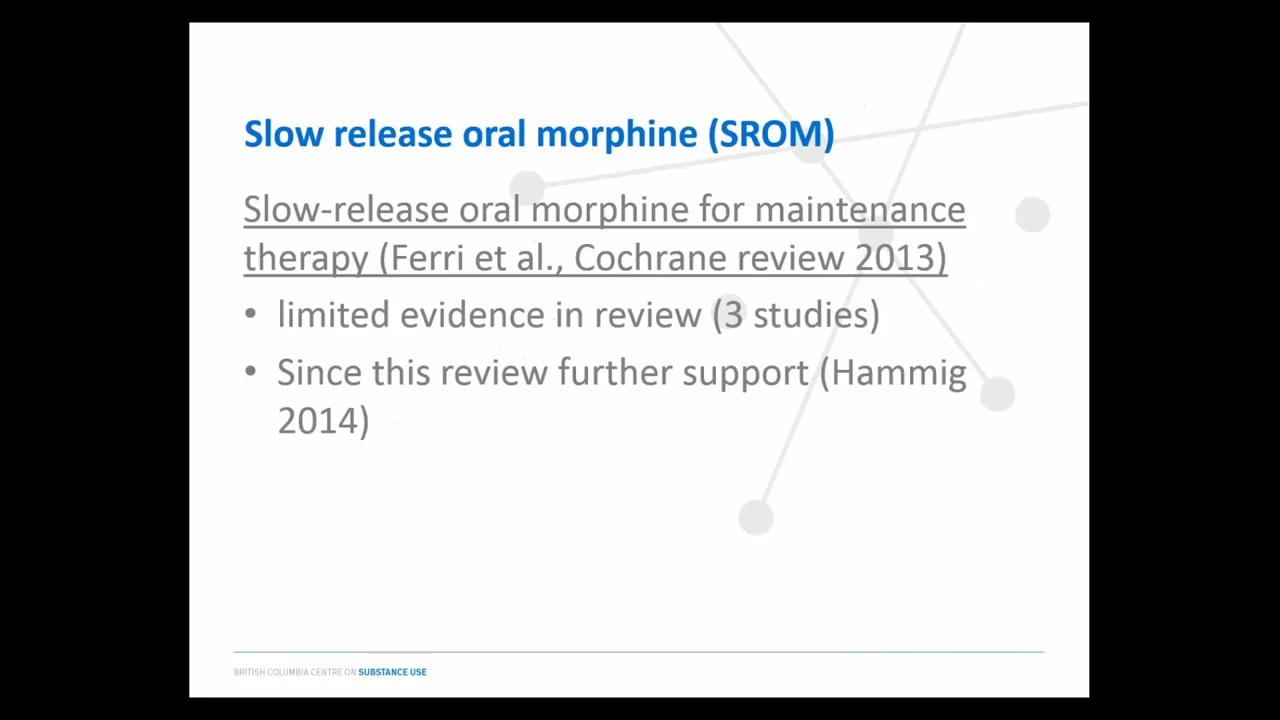 Slow release oral morphine (SROM)
Slow-release oral morphine for maintenance
therapy (Ferri et al., Cochrane review 2013)
• limited evidence in review (3 studies)
• Since this review further support (Hammig
2014)
BRITISH COLUMBIA CENTRE ON SUBSTANCE USE